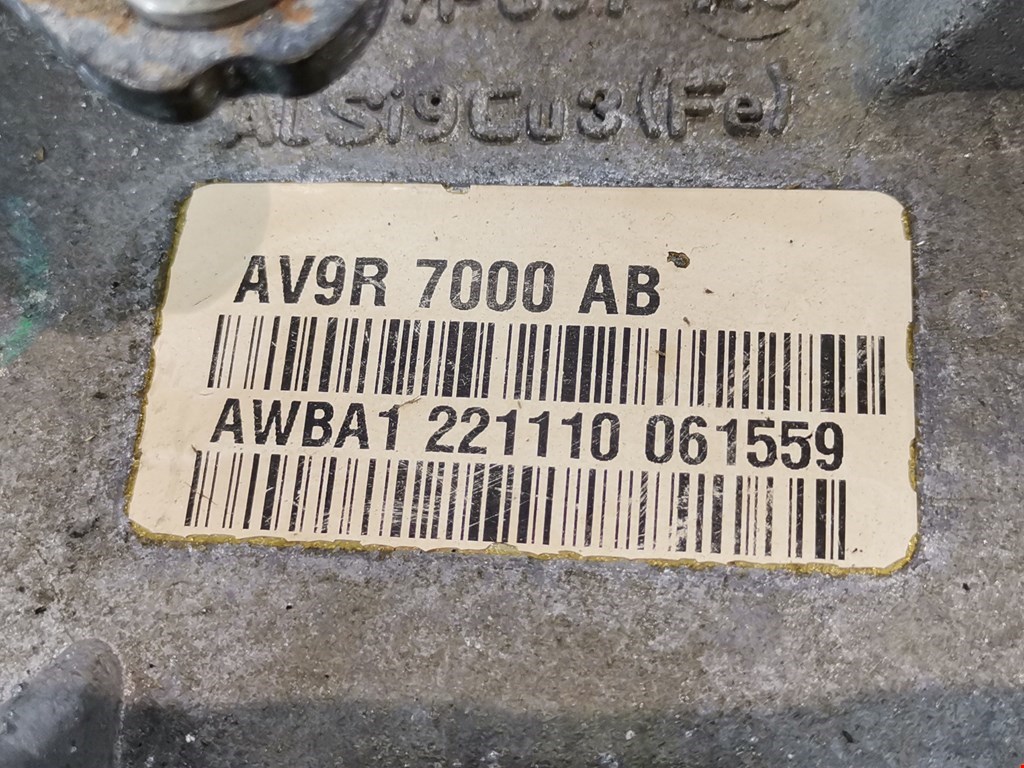 ALSi9Cu3(Fe)
AV9R 7000 AB
AWBA1 221110 061559